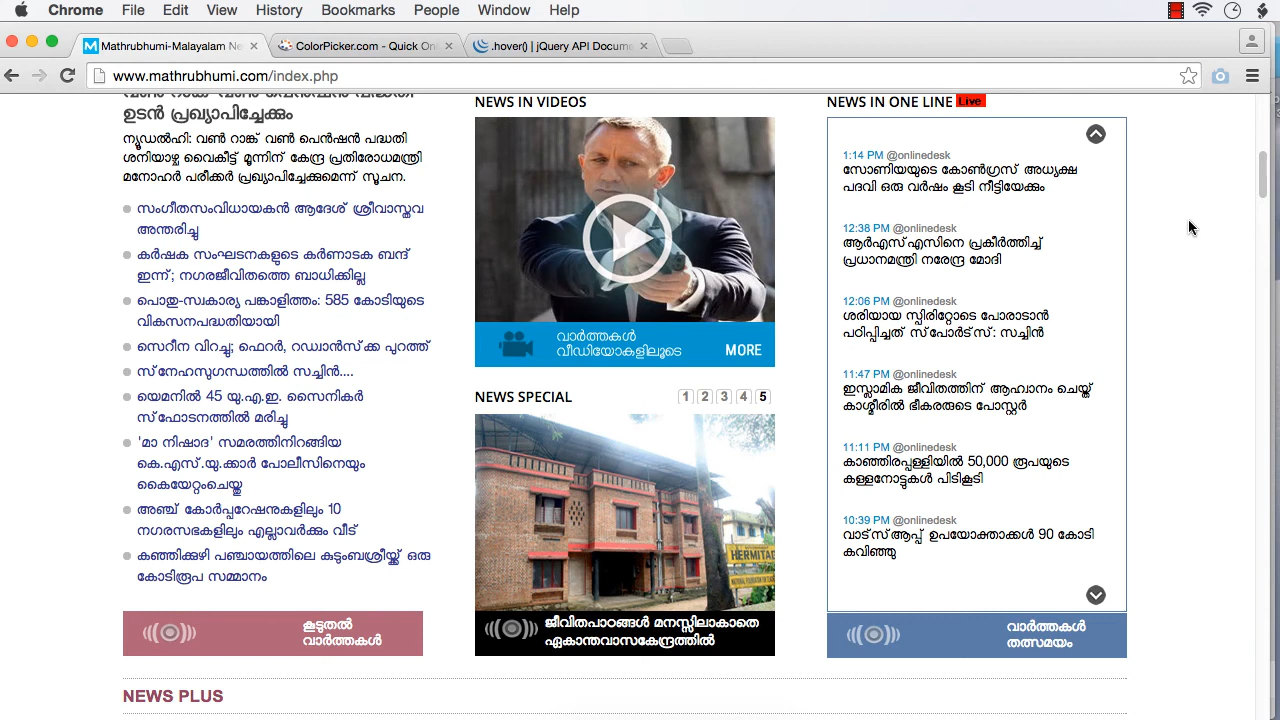 Chrome File Edit View History Bookmarks People Window Help
Mathrubhumi-Malayalam Ne
ColorPicker.com - Quick Onl
.hover() | jQuery API Docume
www.mathrubhumi.com/index.php
ഉടൻ പ്രഖ്യാപിച്ചേക്കും
ന്യൂഡൽഹി: വൺ റാങ്ക് വൺ പെൻഷൻ പദ്ധതി
ശനിയാഴ്ച വൈകീട്ട് മൂന്നിന് കേന്ദ്ര പ്രതിരോധമന്ത്രി
മനോഹർ പരീക്കർ പ്രഖ്യാപിച്ചേക്കുമെന്ന് സൂചന.
സംഗീതസംവിധായകൻ ആദേശ് ശ്രീവാസ്തവ
അന്തരിച്ചു
കർഷക സംഘടനകളുടെ കർണാടക ബന്ദ്
ഇന്ന്; നഗരജീവിതത്തെ ബാധിക്കില്ല
പൊതു-സ്വകാര്യ പങ്കാളിത്തം: 585 കോടിയുടെ
വികസനപദ്ധതിയായി
സെറീന വിറച്ചു; ഫെറർ, റഡ്വാൻസ്ക്ക പുറത്ത്
സ്നേഹസുഗന്ധത്തിൽ സച്ചിൻ....
യെമനിൽ 45 യു.എ.ഇ. സൈനികർ
സ്ഫോടനത്തിൽ മരിച്ചു
'മാ നിഷാദ' സമരത്തിനിറങ്ങിയ
കെ.എസ്.യു.ക്കാർ പോലീസിനെയും
കൈയേറ്റംചെയ്തു
അഞ്ച് കോർപ്പറേഷനുകളിലും 10
നഗരസഭകളിലും എല്ലാവർക്കും വീട്
കഞ്ഞിക്കുഴി പഞ്ചായത്തിലെ കുടുംബശ്രീയ്ക്ക് ഒരു
കോടിരൂപ സമ്മാനം
കൂടുതൽ
വാർത്തകൾ
NEWS IN VIDEOS
വാർത്തകൾ
വീഡിയോകളിലൂടെ MORE
NEWS SPECIAL 1 2 3 4 5
HERMITAG
ജീവിതപാഠങ്ങൾ മനസ്സിലാകാതെ
ഏകാന്തവാസകേന്ദ്രത്തിൽ
NEWS IN ONE LINE Live
1:14 PM @onlinedesk
സോണിയയുടെ കോൺഗ്രസ് അധ്യക്ഷ
പദവി ഒരു വർഷം കൂടി നീട്ടിയേക്കും
12:38 PM @onlinedesk
ആർഎസ്എസിനെ പ്രകീർത്തിച്ച്
പ്രധാനമന്ത്രി നരേന്ദ്ര മോദി
12:06 PM @onlinedesk
ശരിയായ സ്പിരിറ്റോടെ പോരാടാൻ
പഠിപ്പിച്ചത് സ്പോർട്സ്: സച്ചിൻ
11:47 PM @onlinedesk
ഇസ്ലാമിക ജീവിതത്തിന് ആഹ്വാനം ചെയ്ത്
കാശ്മീരിൽ ഭീകരരുടെ പോസ്റ്റർ
11:11 PM @onlinedesk
കാഞ്ഞിരപ്പള്ളിയിൽ 50,000 രൂപയുടെ
കള്ളനോട്ടുകൾ പിടികൂടി
10:39 PM @onlinedesk
വാട്സ്ആപ്പ് ഉപയോക്താക്കൾ 90 കോടി
കവിഞ്ഞു
വാർത്തകൾ
തത്സമയം
NEWS PLUS